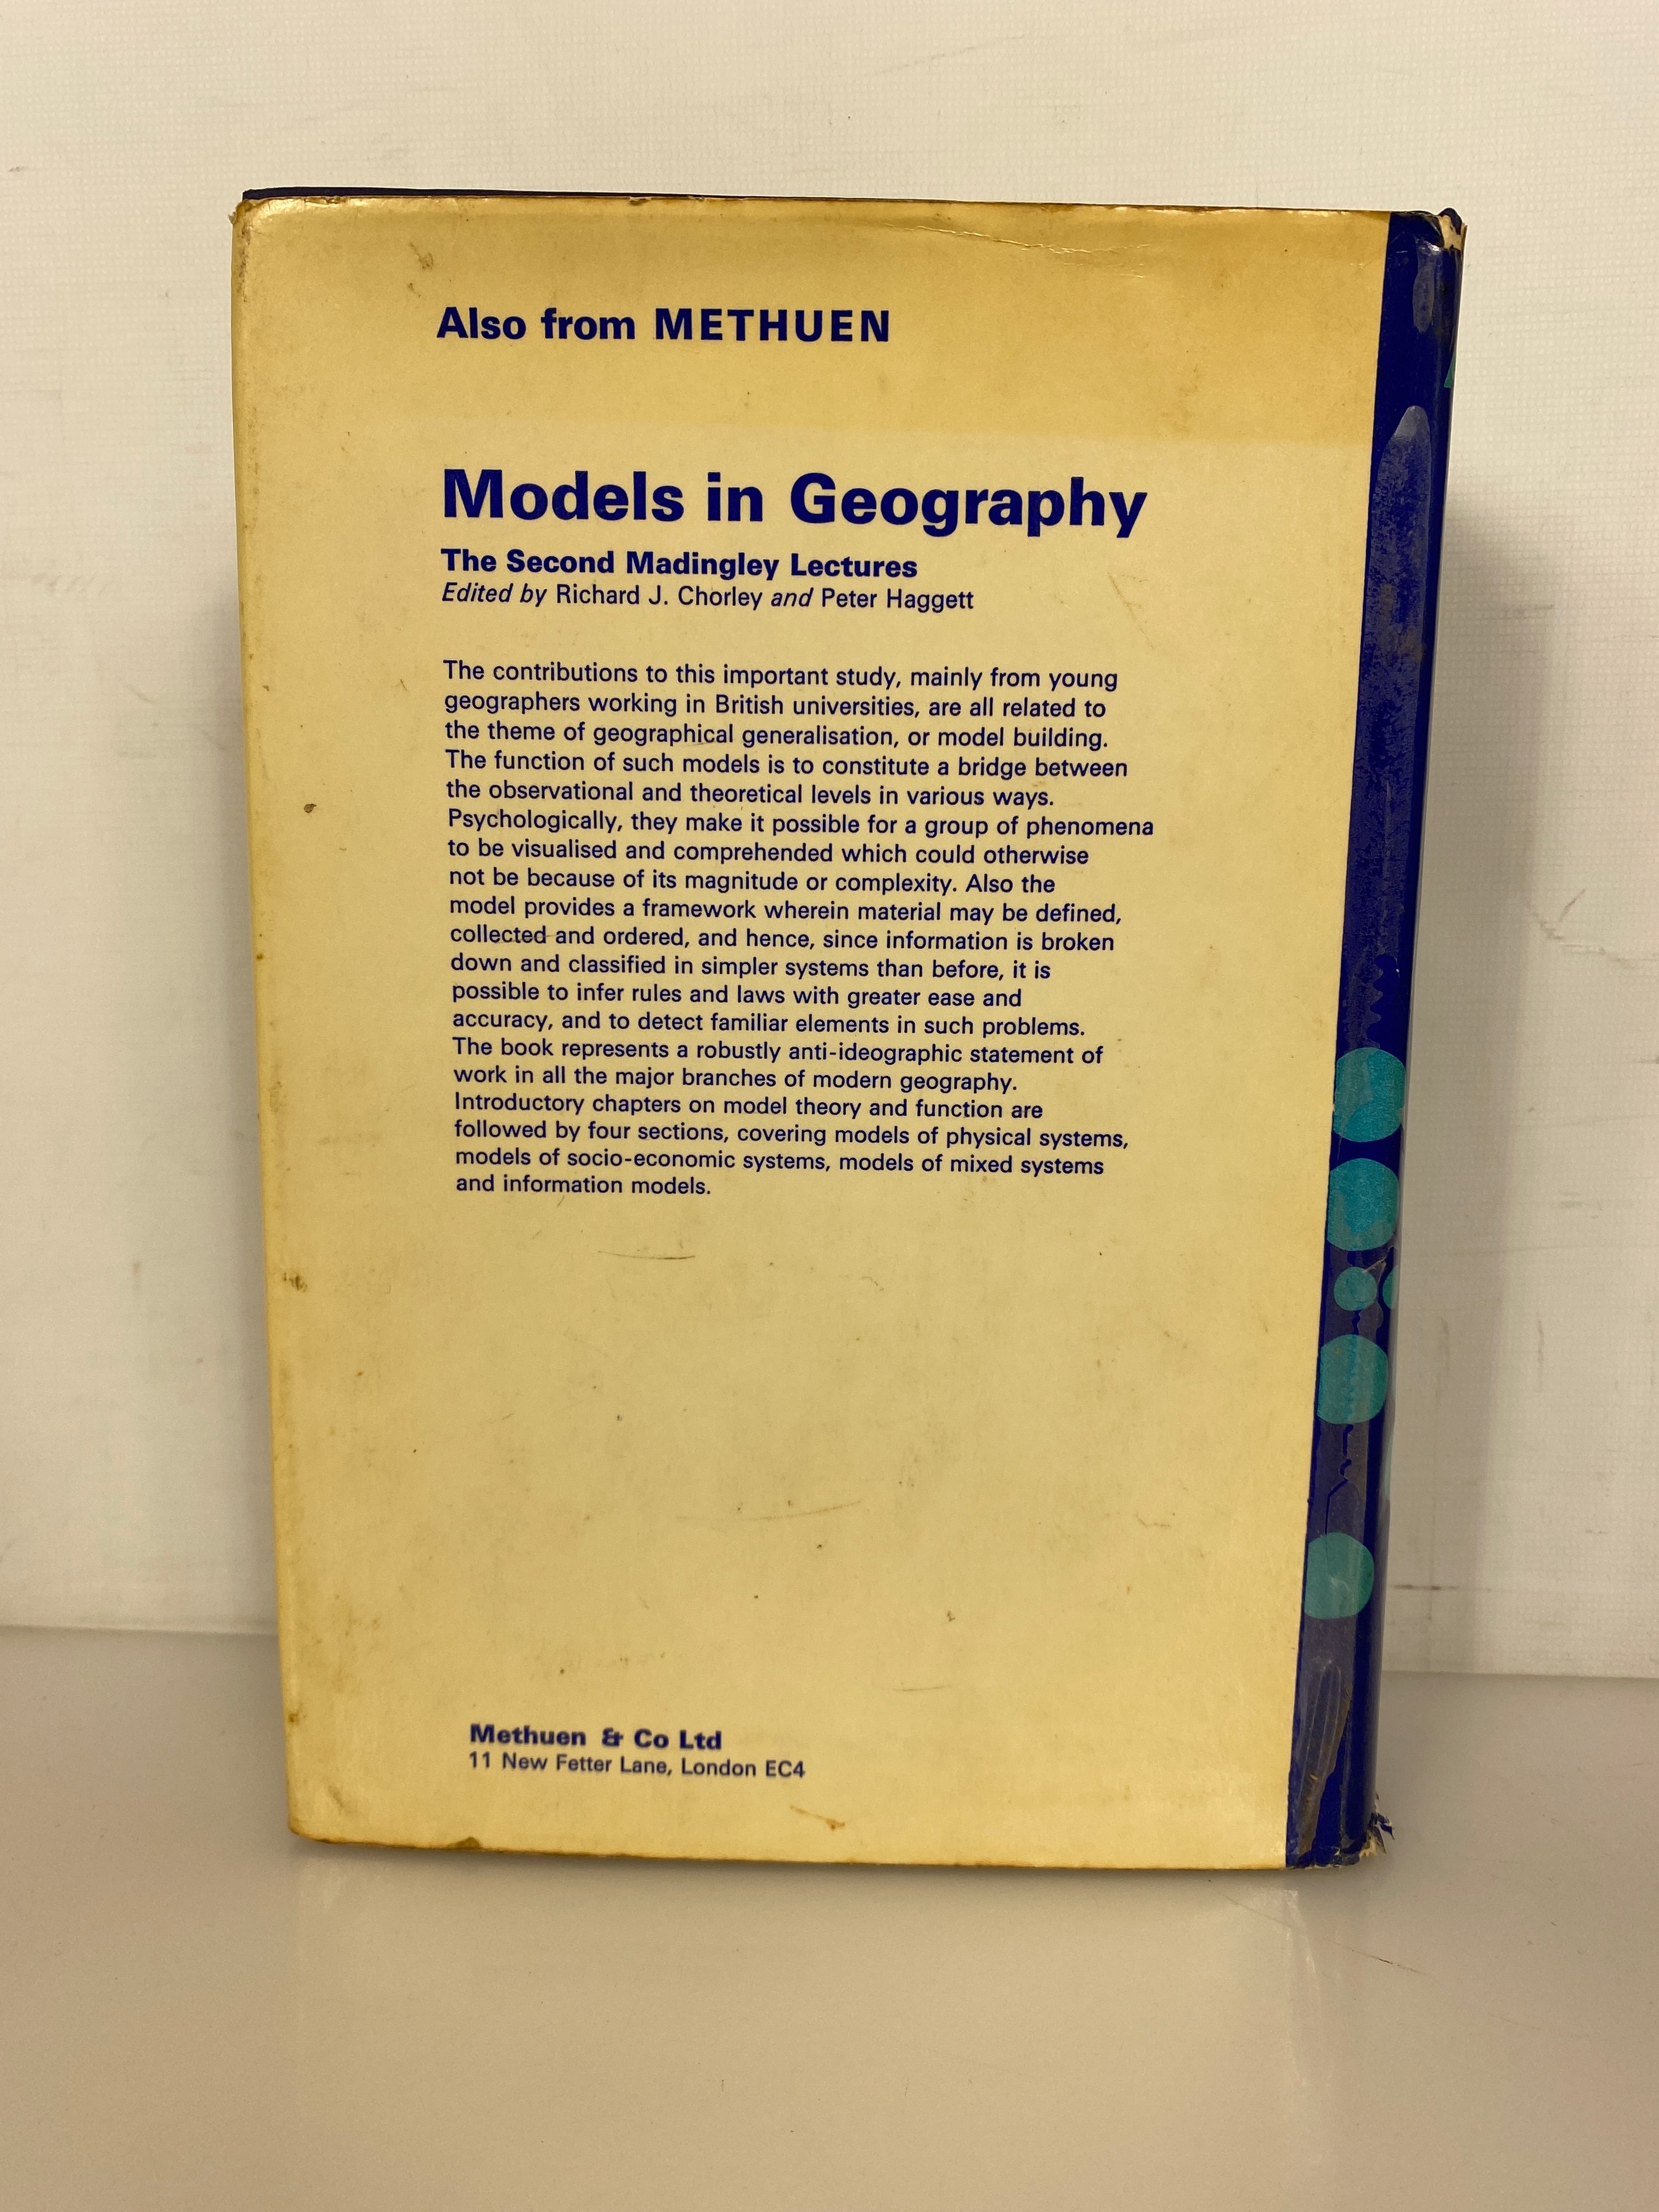 Also from METHUEN
Models in Geography
The Second Madingley Lectures
Edited by Richard J. Chorley and Peter Haggett
The contributions to this important study, mainly from young
geographers working in British universities, are all related to
the theme of geographical generalisation, or model building.
The function of such models is to constitute a bridge between
the observational and theoretical levels in various ways.
Psychologically, they make it possible for a group of phenomena
to be visualised and comprehended which could otherwise
not be because of its magnitude or complexity. Also the
model provides a framework wherein material may be defined,
collected and ordered, and hence, since information is broken
down and classified in simpler systems than before, it is
possible to infer rules and laws with greater ease and
accuracy, and to detect familiar elements in such problems.
The book represents a robustly anti-ideographic statement of
work in all the major branches of modern geography.
Introductory chapters on model theory and function are
followed by four sections, covering models of physical systems,
models of socio-economic systems, models of mixed systems
and information models.
Methuen & Co Ltd
11 New Fetter Lane, London EC4